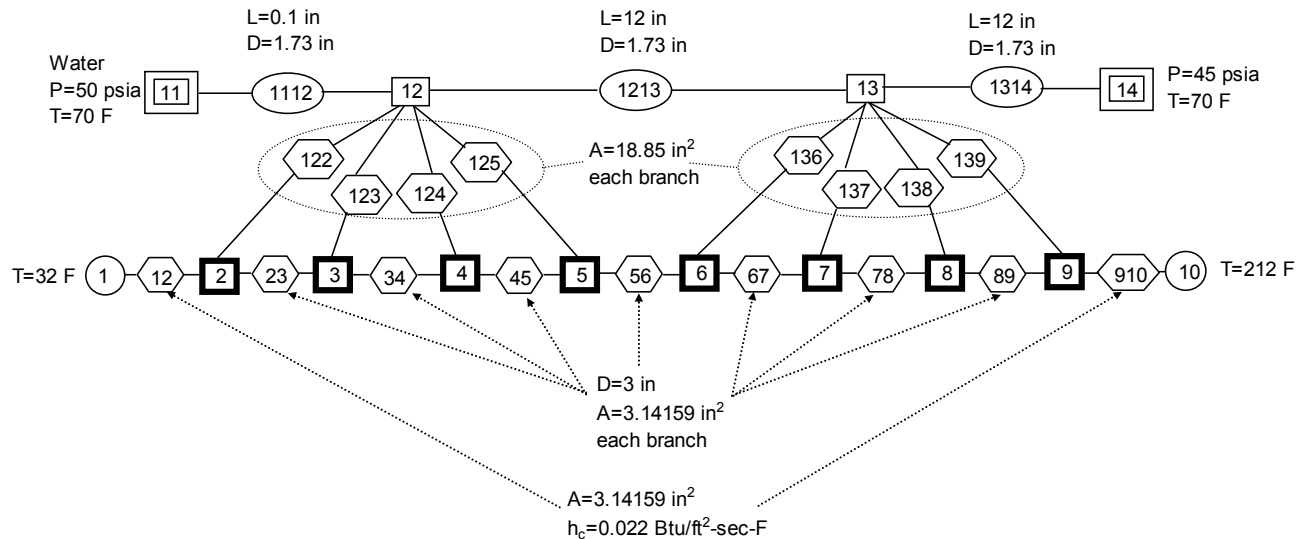 L=0.1 in
D=1.73 in
L=12 in
D=1.73 in
L=12 in
D=1.73 in
Water
P=50 psia
T=70 F
11
1112
12
1213
13
1314
14
P=45 psia
T=70 F
122
123
124
125
A=18.85 in²
each branch
136
137
138
139
T=32 F
1
12
2
23
3
34
4
45
5
56
6
67
7
78
8
89
9
910
10
T=212 F
D=3 in
A=3.14159 in²
each branch
A=3.14159 in²
h_c=0.022 Btu/ft²-sec-F